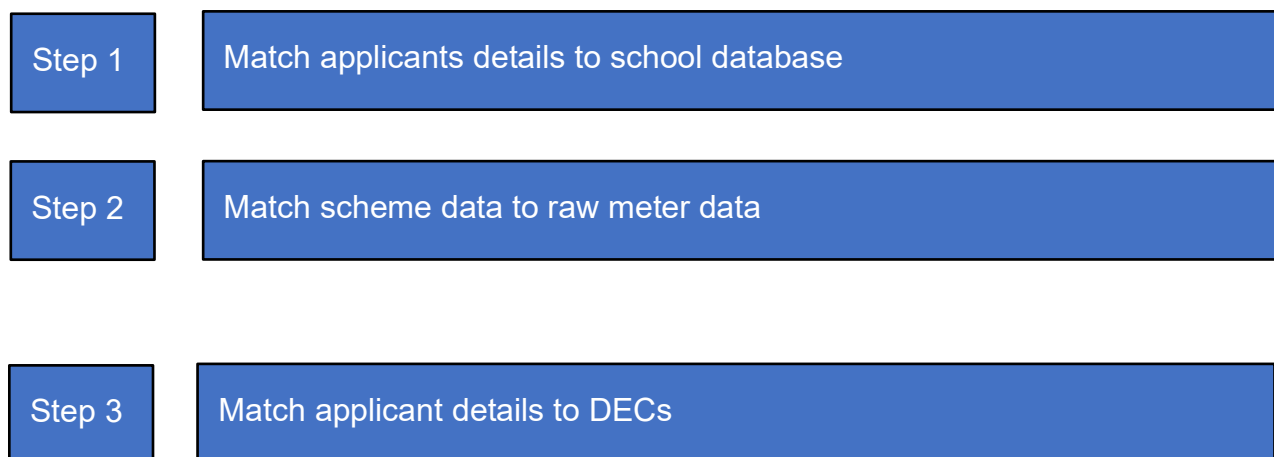 Step 1
Match applicants details to school database
Step 2
Match scheme data to raw meter data
Step 3
Match applicant details to DECs